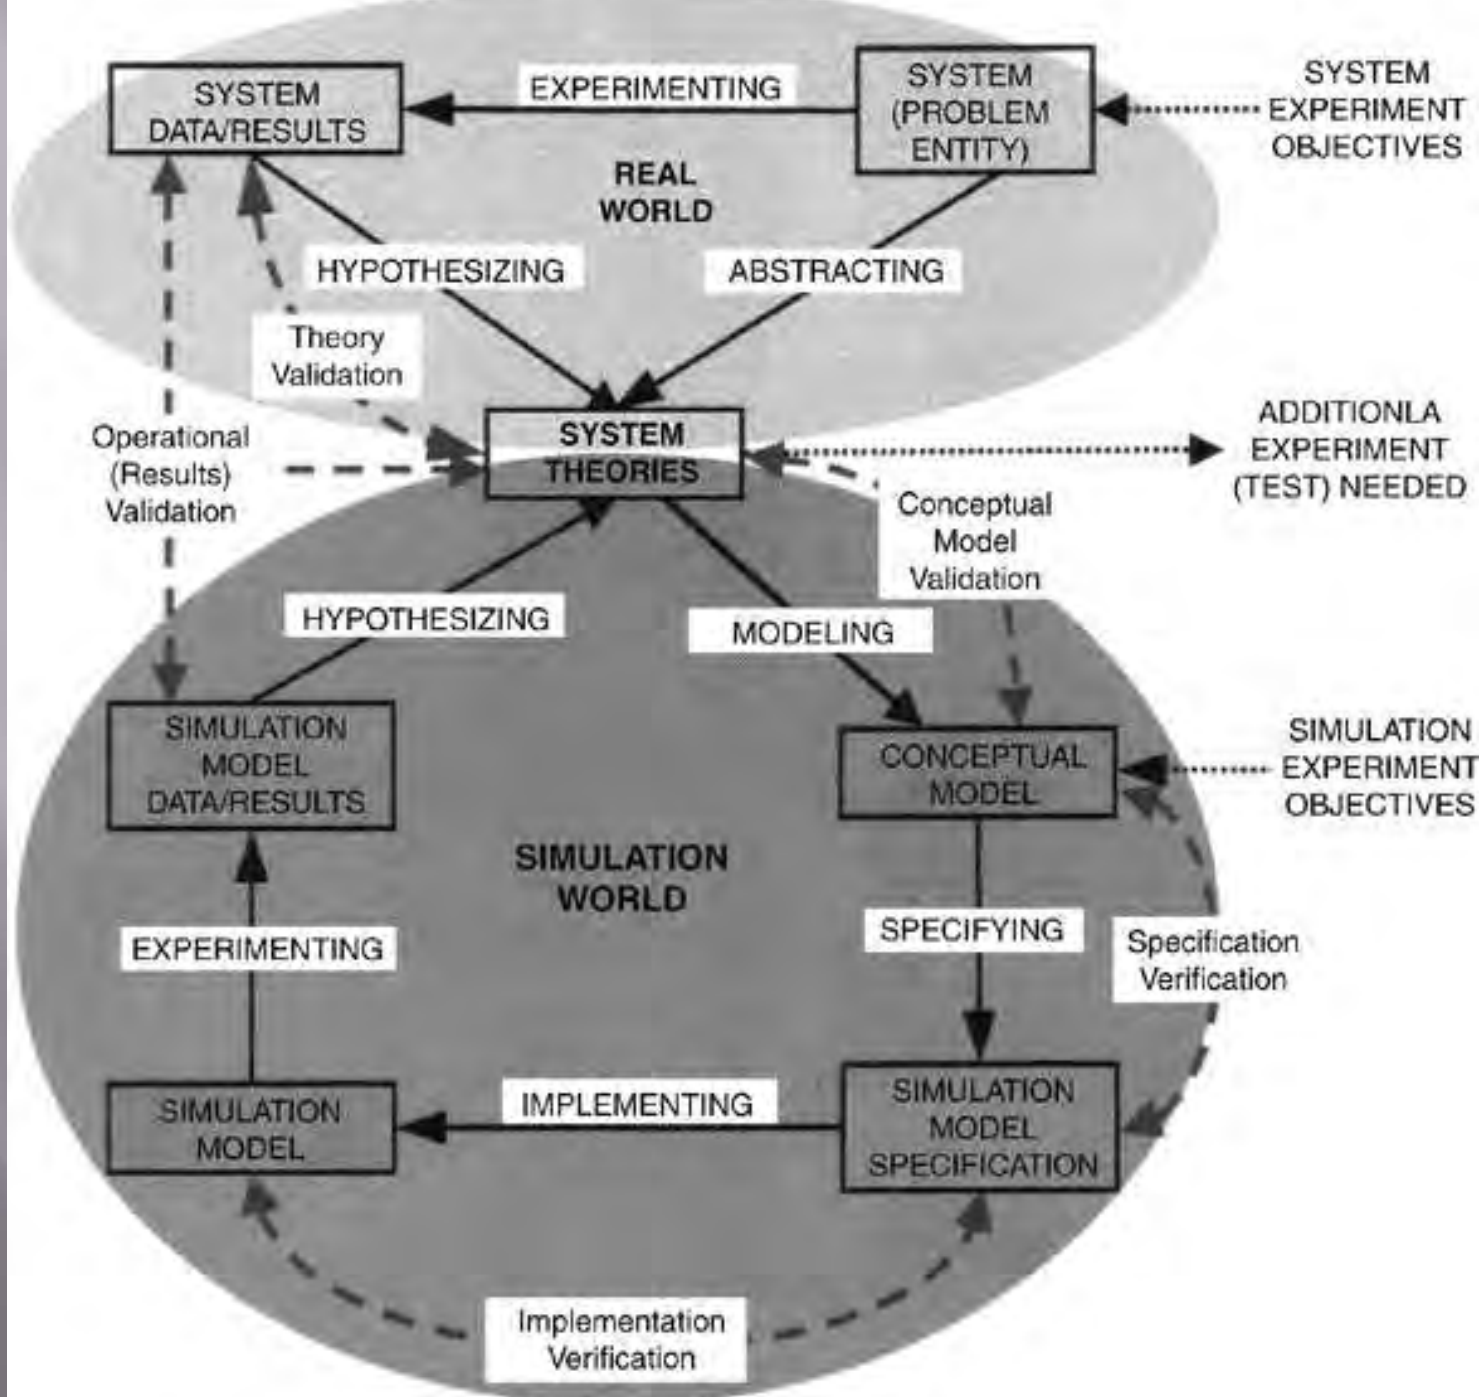 SYSTEM
DATA/RESULTS
EXPERIMENTING
SYSTEM
(PROBLEM
ENTITY)
SYSTEM
EXPERIMENT
OBJECTIVES
REAL
WORLD
HYPOTHESIZING
ABSTRACTING
Theory
Validation
Operational
(Results)
Validation
SYSTEM
THEORIES
ADDITIONLA
EXPERIMENT
(TEST) NEEDED
Conceptual
Model
Validation
HYPOTHESIZING
MODELING
SIMULATION
MODEL
DATA/RESULTS
CONCEPTUAL
MODEL
SIMULATION
EXPERIMENT
OBJECTIVES
SIMULATION
WORLD
EXPERIMENTING
SPECIFYING
Specification
Verification
SIMULATION
MODEL
IMPLEMENTING
SIMULATION
MODEL
SPECIFICATION
Implementation
Verification